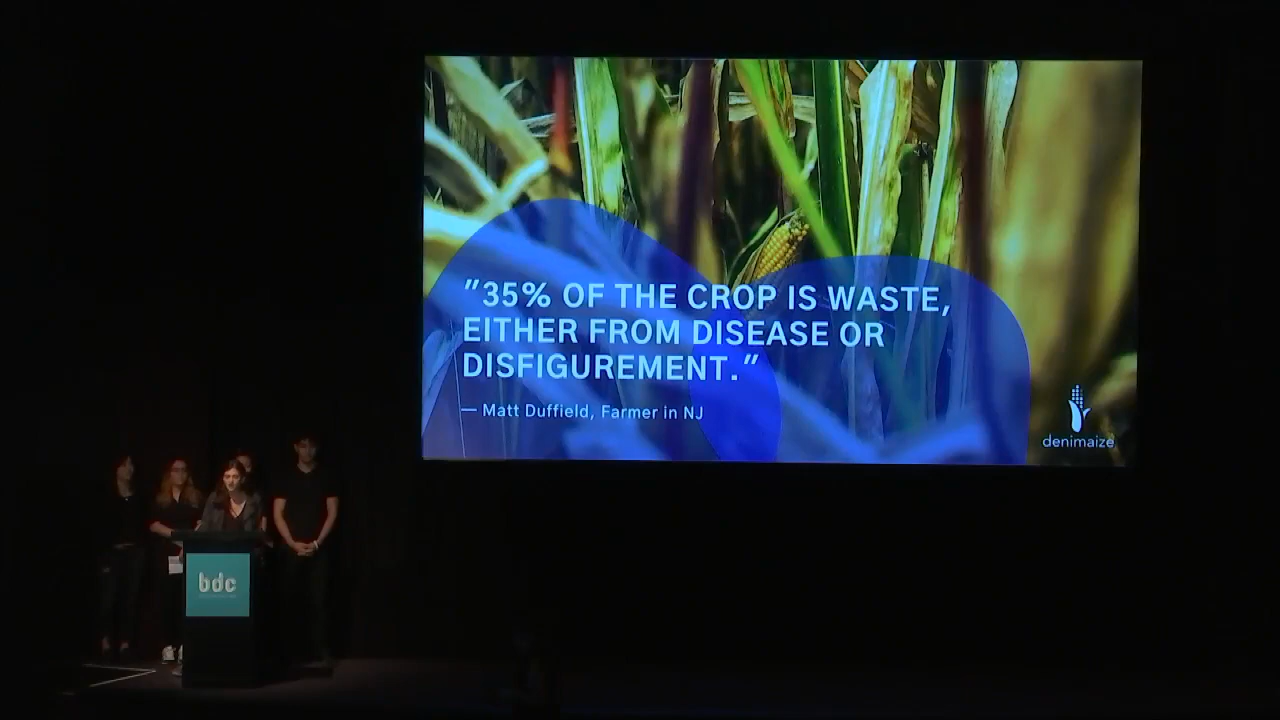 "35% OF THE CROP IS WASTE,
EITHER FROM DISEASE OR
DISFIGUREMENT."
— Matt Duffield, Farmer in NJ
denimaize
bdc